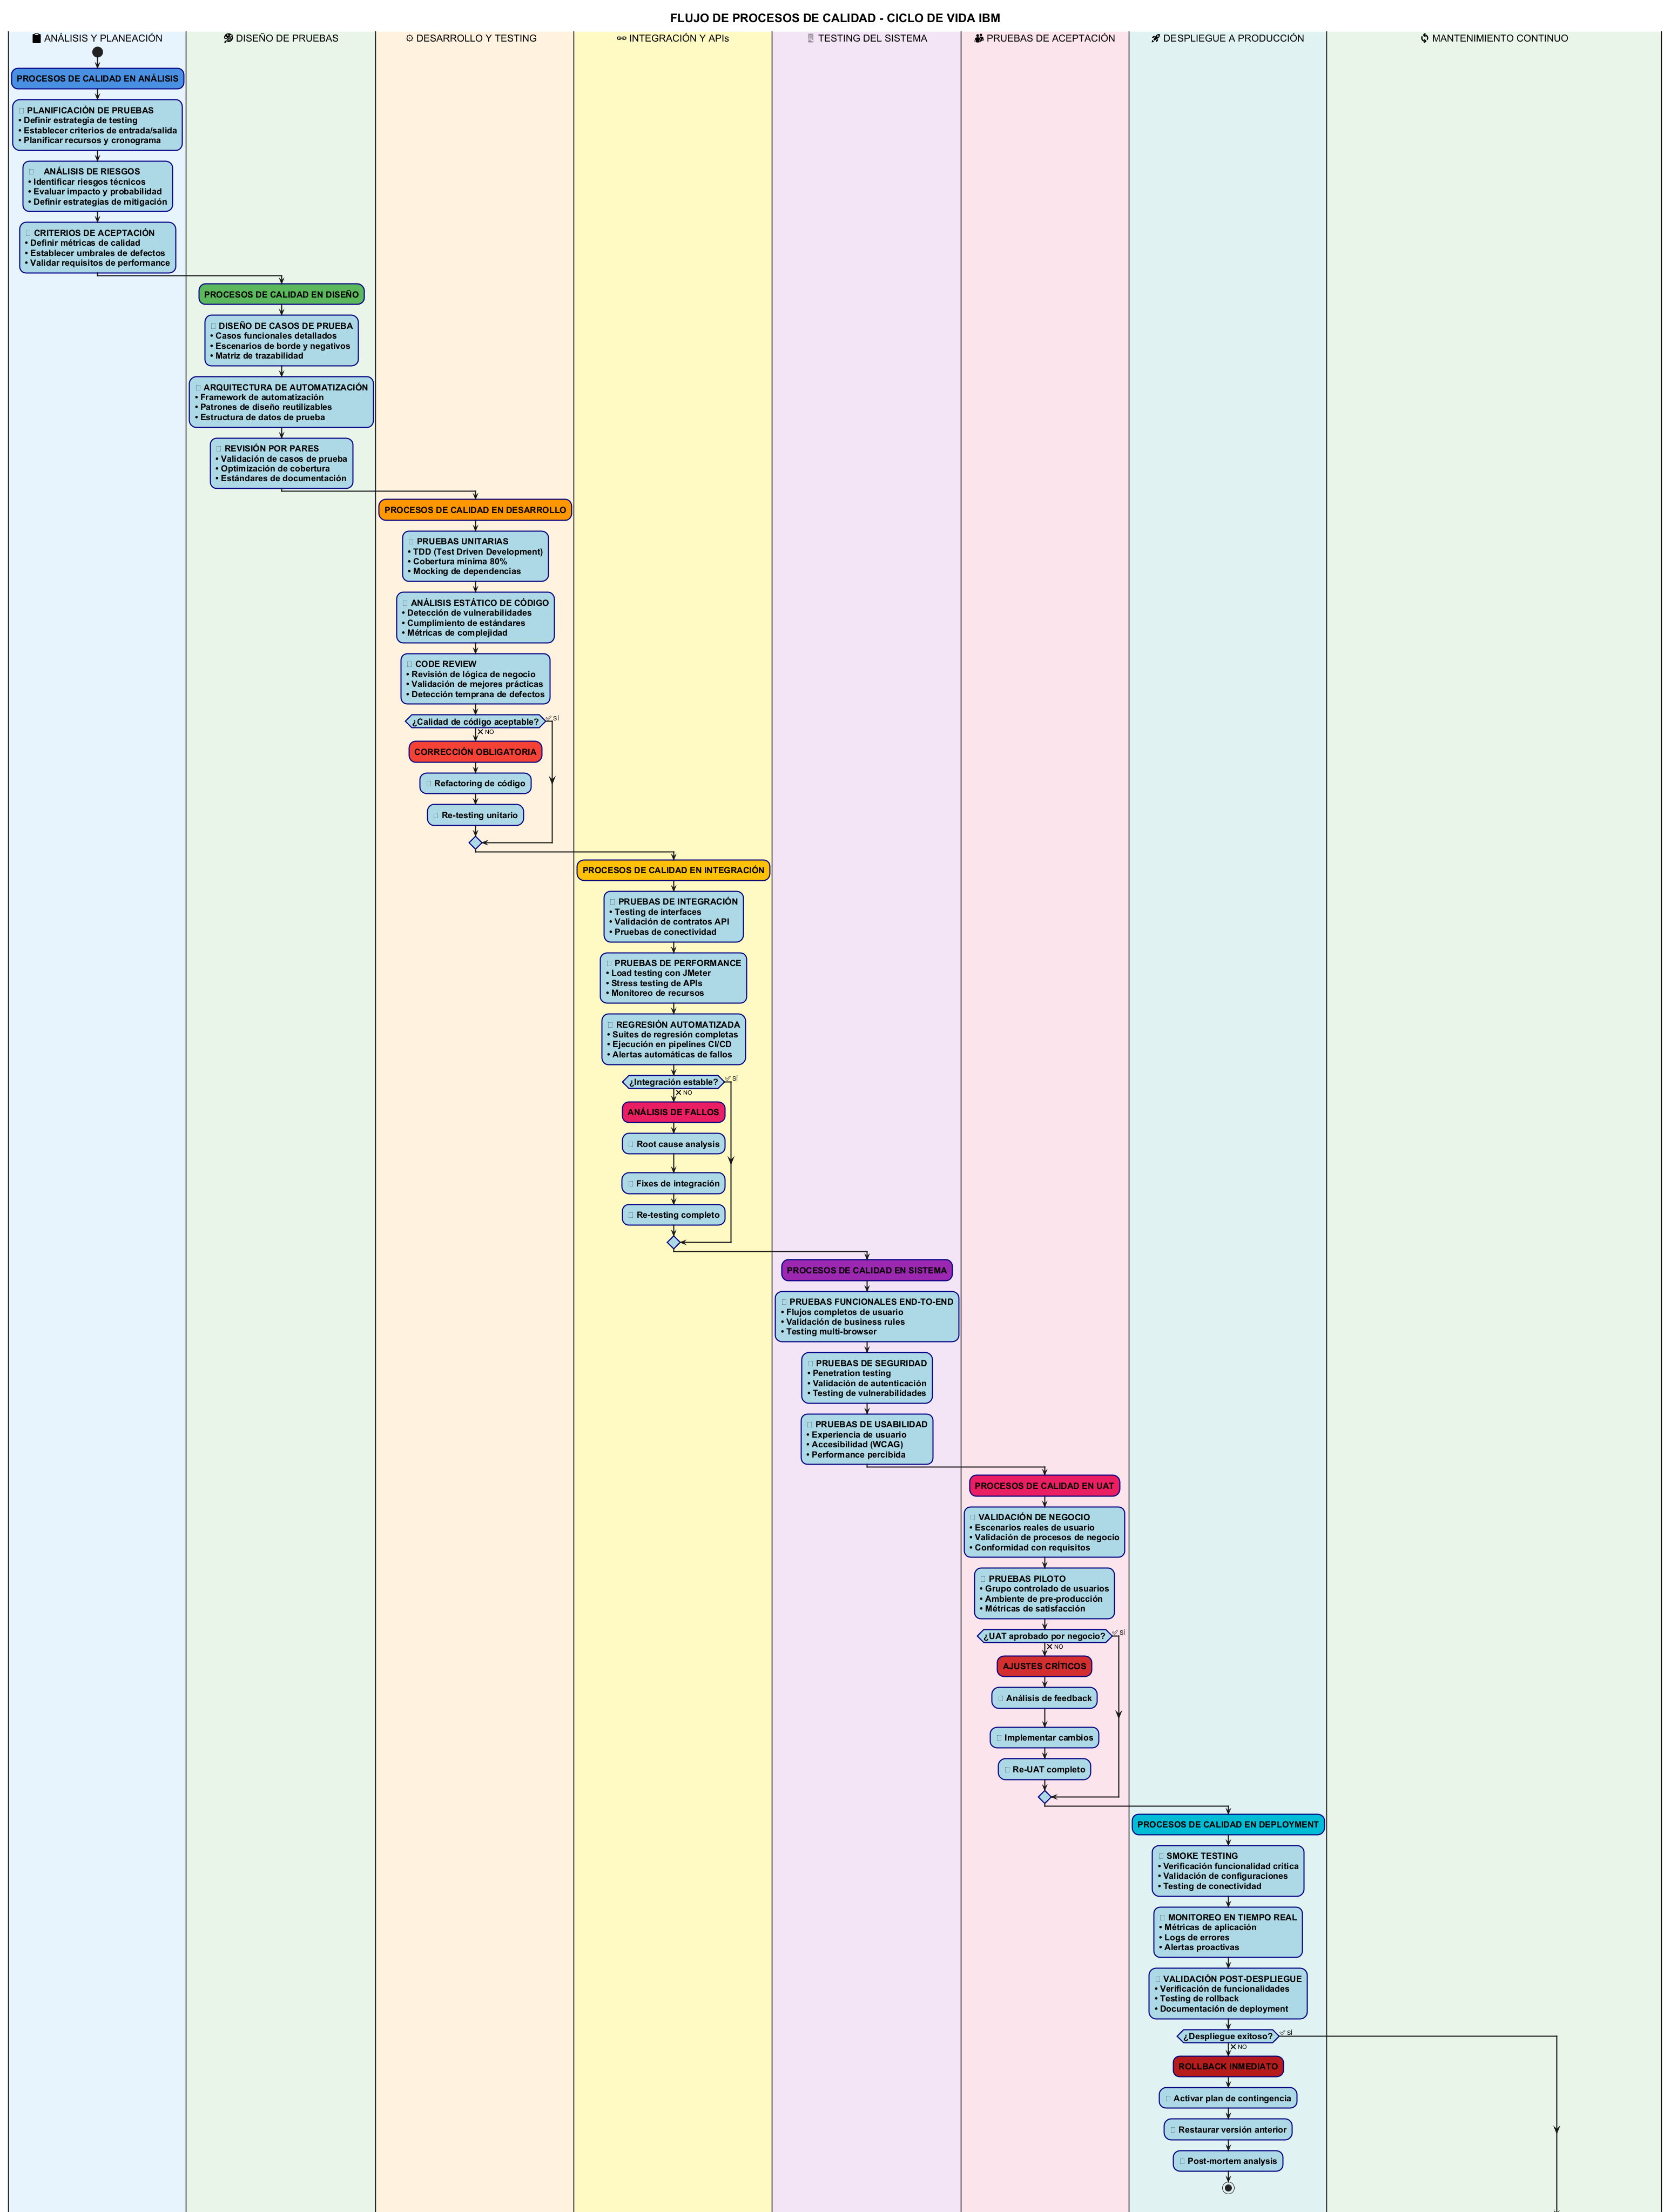 FLUJO DE PROCESOS DE CALIDAD - CICLO DE VIDA IBM
📋 ANÁLISIS Y PLANEACIÓN
🎨 DISEÑO DE PRUEBAS
⚙ DESARROLLO Y TESTING
🔗 INTEGRACIÓN Y APIs
TESTING DEL SISTEMA
👥 PRUEBAS DE ACEPTACIÓN
🚀 DESPLIEGUE A PRODUCCIÓN
🔄 MANTENIMIENTO CONTINUO
PROCESOS DE CALIDAD EN ANÁLISIS
PLANIFICACIÓN DE PRUEBAS
• Definir estrategia de testing
• Establecer criterios de entrada/salida
• Planificar recursos y cronograma
ANÁLISIS DE RIESGOS
• Identificar riesgos técnicos
• Evaluar impacto y probabilidad
• Definir estrategias de mitigación
CRITERIOS DE ACEPTACIÓN
• Definir métricas de calidad
• Establecer umbrales de defectos
• Validar requisitos de performance
PROCESOS DE CALIDAD EN DISEÑO
DISEÑO DE CASOS DE PRUEBA
• Casos funcionales detallados
• Escenarios de borde y negativos
• Matriz de trazabilidad
ARQUITECTURA DE AUTOMATIZACIÓN
• Framework de automatización
• Patrones de diseño reutilizables
• Estructura de datos de prueba
REVISIÓN POR PARES
• Validación de casos de prueba
• Optimización de cobertura
• Estándares de documentación
PROCESOS DE CALIDAD EN DESARROLLO
PRUEBAS UNITARIAS
• TDD (Test Driven Development)
• Cobertura mínima 80%
• Mocking de dependencias
ANÁLISIS ESTÁTICO DE CÓDIGO
• Detección de vulnerabilidades
• Cumplimiento de estándares
• Métricas de complejidad
CODE REVIEW
• Revisión de lógica de negocio
• Validación de mejores prácticas
• Detección temprana de defectos
¿Calidad de código aceptable?
✅ SÍ
❌ NO
CORRECCIÓN OBLIGATORIA
Refactoring de código
Re-testing unitario
PROCESOS DE CALIDAD EN INTEGRACIÓN
PRUEBAS DE INTEGRACIÓN
• Testing de interfaces
• Validación de contratos API
• Pruebas de conectividad
PRUEBAS DE PERFORMANCE
• Load testing con JMeter
• Stress testing de APIs
• Monitoreo de recursos
REGRESIÓN AUTOMATIZADA
• Suites de regresión completas
• Ejecución en pipelines CI/CD
• Alertas automáticas de fallos
¿Integración estable?
✅ SÍ
❌ NO
ANÁLISIS DE FALLOS
Root cause analysis
Fixes de integración
Re-testing completo
PROCESOS DE CALIDAD EN SISTEMA
PRUEBAS FUNCIONALES END-TO-END
• Flujos completos de usuario
• Validación de business rules
• Testing multi-browser
PRUEBAS DE SEGURIDAD
• Penetration testing
• Validación de autenticación
• Testing de vulnerabilidades
PRUEBAS DE USABILIDAD
• Experiencia de usuario
• Accesibilidad (WCAG)
• Performance percibida
PROCESOS DE CALIDAD EN UAT
VALIDACIÓN DE NEGOCIO
• Escenarios reales de usuario
• Validación de procesos de negocio
• Conformidad con requisitos
PRUEBAS PILOTO
• Grupo controlado de usuarios
• Ambiente de pre-producción
• Métricas de satisfacción
¿UAT aprobado por negocio?
✅ SÍ
❌ NO
AJUSTES CRÍTICOS
Análisis de feedback
Implementar cambios
Re-UAT completo
PROCESOS DE CALIDAD EN DEPLOYMENT
SMOKE TESTING
• Verificación funcionalidad crítica
• Validación de configuraciones
• Testing de conectividad
MONITOREO EN TIEMPO REAL
• Métricas de aplicación
• Logs de errores
• Alertas proactivas
VALIDACIÓN POST-DESPLIEGUE
• Verificación de funcionalidades
• Testing de rollback
• Documentación de deployment
¿Despliegue exitoso?
✅ SÍ
❌ NO
ROLLBACK INMEDIATO
Activar plan de contingencia
Restaurar versión anterior
Post-mortem analysis